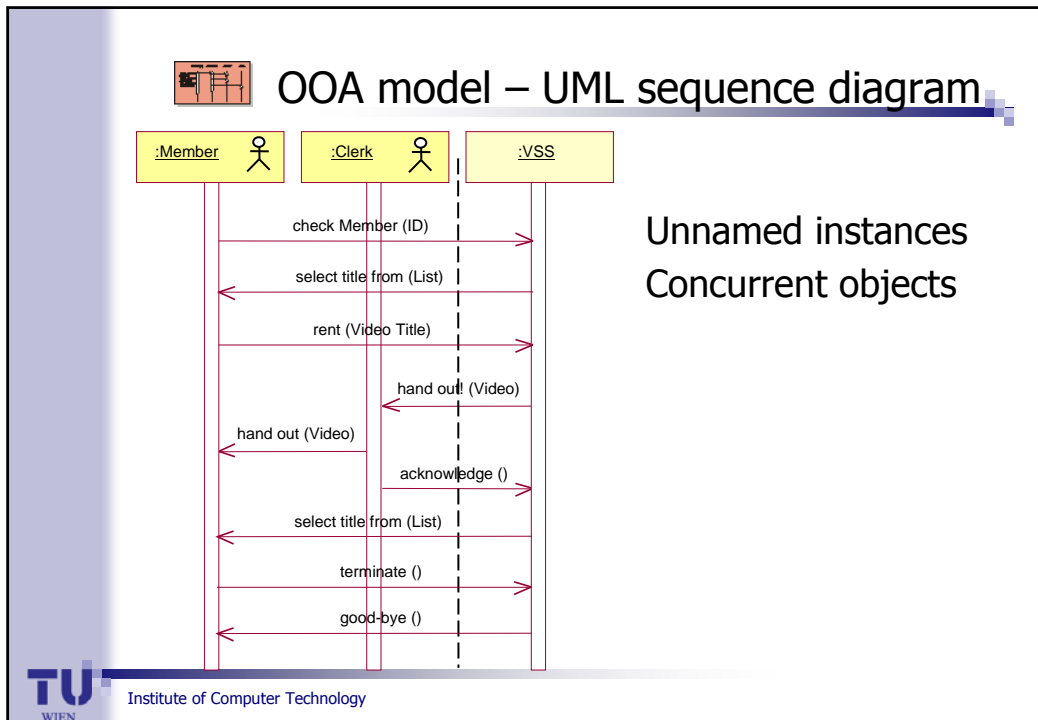 OOA model – UML sequence diagram
:Member
:Clerk
:VSS
check Member (ID)
select title from (List)
rent (Video Title)
hand out! (Video)
hand out (Video)
acknowledge ()
select title from (List)
terminate ()
good-bye ()
Unnamed instances
Concurrent objects
TU
WIEN
Institute of Computer Technology